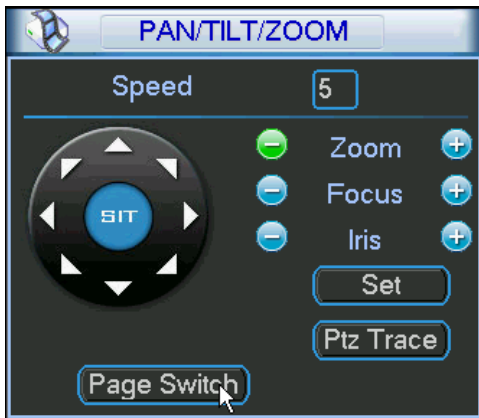 PAN/TILT/ZOOM
Speed 5
Zoom
SIT Focus
Iris
Set
Ptz Trace
Page Switch